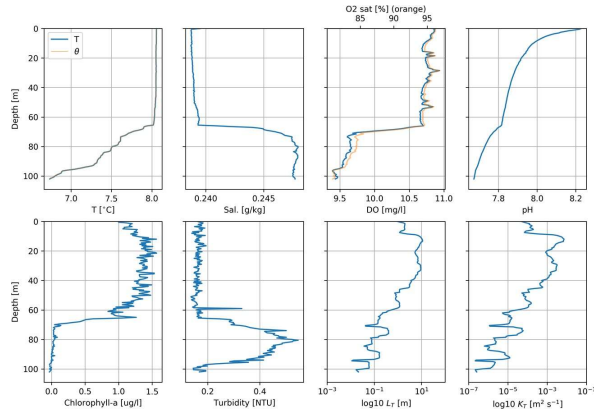 O2 sat [%] (orange)
85 90 95
0
20
40
60
80
100
Depth [m]
T
θ
7.0 7.5 8.0
T [°C]
0.240 0.245
Sal. [g/kg]
9.5 10.0 10.5 11.0
DO [mg/l]
7.8 8.0 8.2
pH
0
20
40
60
80
100
Depth [m]
0.0 0.5 1.0 1.5
Chlorophyll-a [ug/l]
0.2 0.4
Turbidity [NTU]
10⁻³ 10⁻¹ 10¹
log10 L_T [m]
10⁻⁷ 10⁻⁵ 10⁻³ 10⁻¹
log10 K_T [m² s⁻¹]